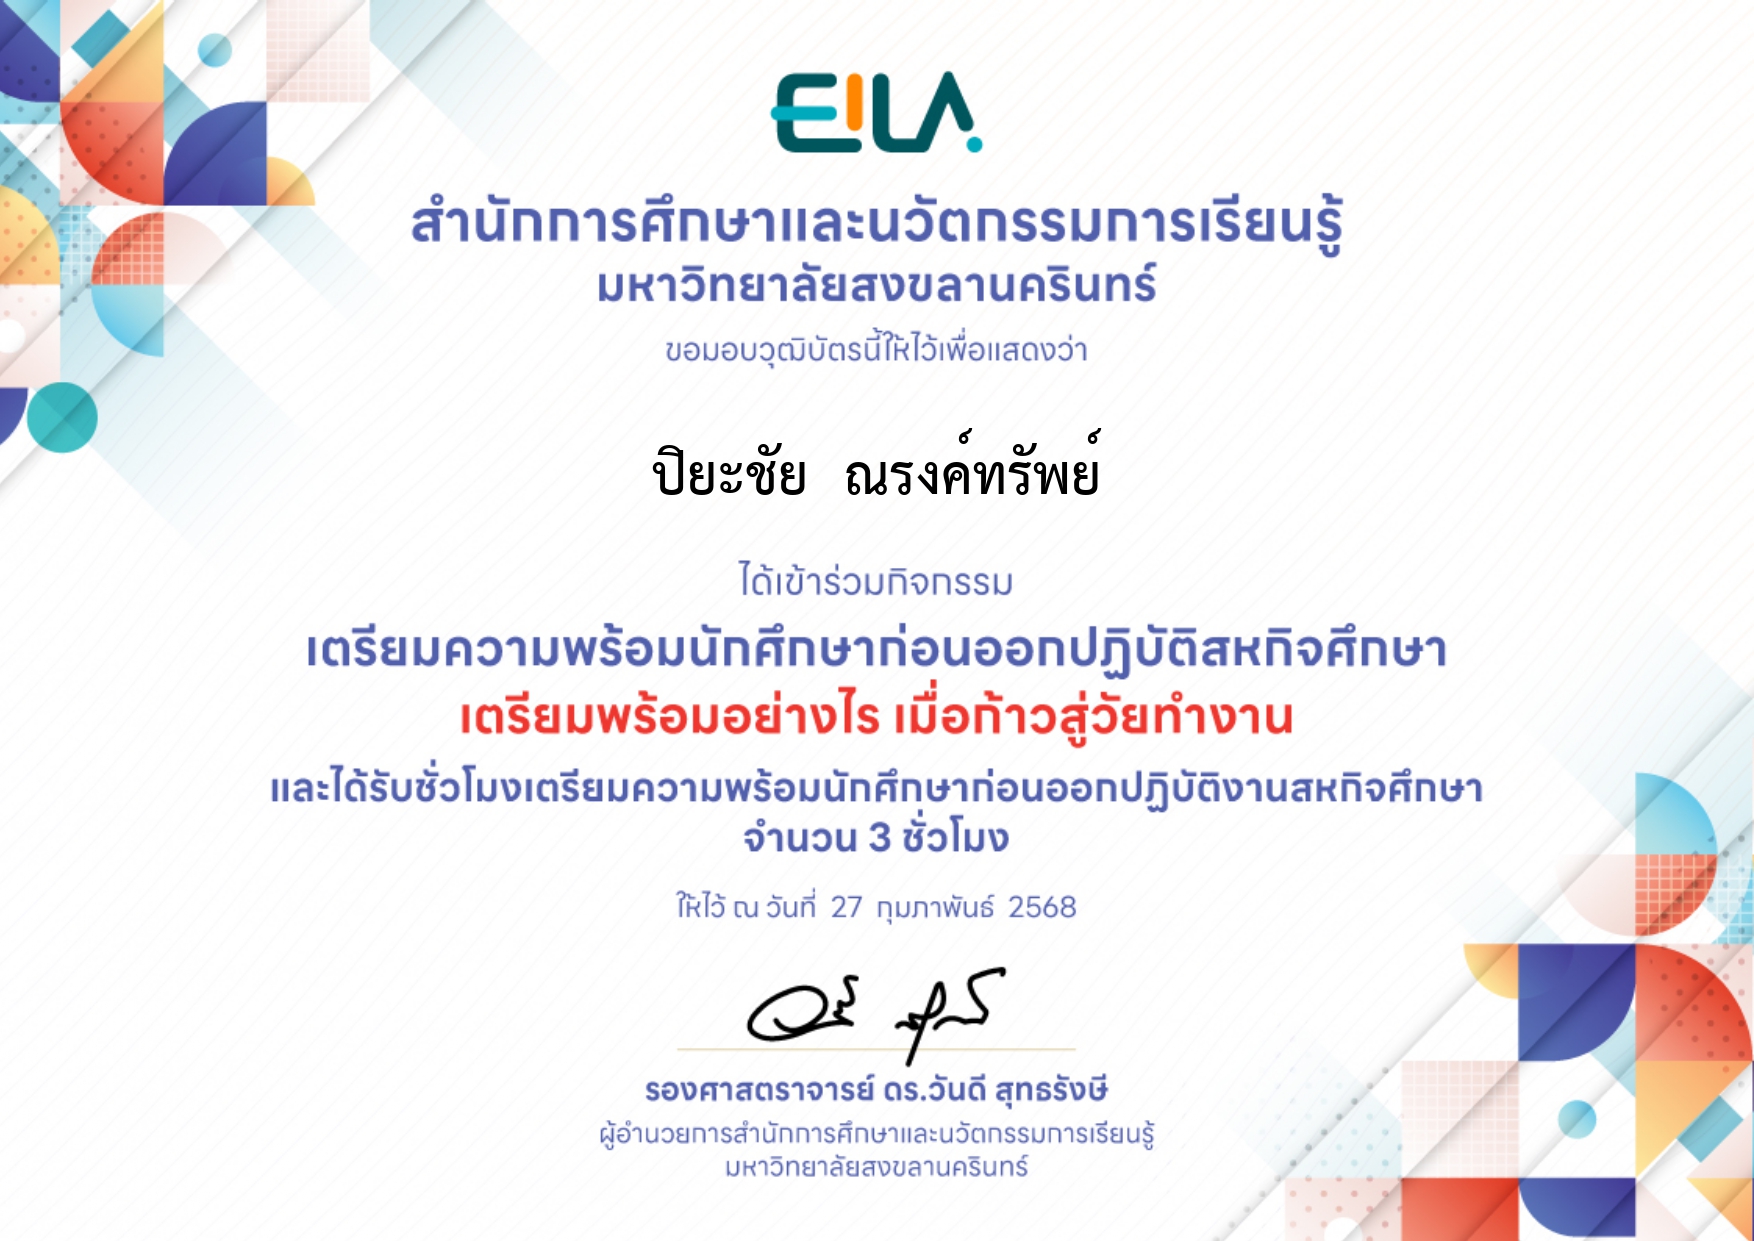 EILA
สำนักการศึกษาและนวัตกรรมการเรียนรู้
มหาวิทยาลัยสงขลานครินทร์
ขอมอบวุฒิบัตรนี้ให้ไว้เพื่อแสดงว่า
ปิยะชัย ณรงค์ทรัพย์
ได้เข้าร่วมกิจกรรม
เตรียมความพร้อมนักศึกษาก่อนออกปฏิบัติสหกิจศึกษา
เตรียมพร้อมอย่างไร เมื่อก้าวสู่วัยทำงาน
และได้รับชั่วโมงเตรียมความพร้อมนักศึกษาก่อนออกปฏิบัติงานสหกิจศึกษา
จำนวน 3 ชั่วโมง
ให้ไว้ ณ วันที่ 27 กุมภาพันธ์ 2568
รองศาสตราจารย์ ดร.วันดี สุทธรังษี
ผู้อำนวยการสำนักการศึกษาและนวัตกรรมการเรียนรู้
มหาวิทยาลัยสงขลานครินทร์